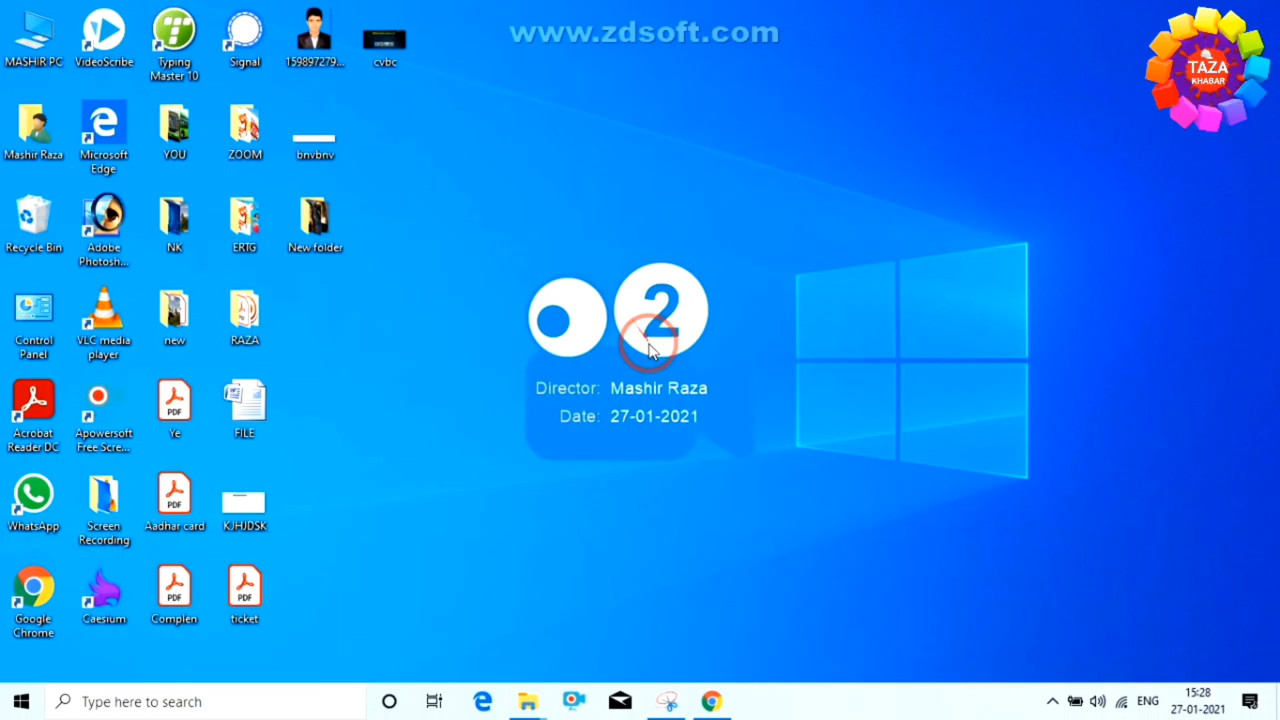 www.zdsoft.com
TAZA
KHABAR
MASHIR PC
VideoScribe
Typing
Master 10
Signal
159897279...
cvbc
Mashir Raza
Microsoft
Edge
YOU
ZOOM
bnvbnv
Recycle Bin
Adobe
Photosh...
NK
ERTG
New folder
Control
Panel
VLC media
player
new
RAZA
2
Director: Mashir Raza
Date: 27-01-2021
Acrobat
Reader DC
Apowersoft
Free Scre...
PDF
Ye
FILE
WhatsApp
Screen
Recording
PDF
Aadhar card
KJHJDSK
Google
Chrome
Caesium
PDF
Complen
PDF
ticket
Type here to search
ENG
15:28
27-01-2021